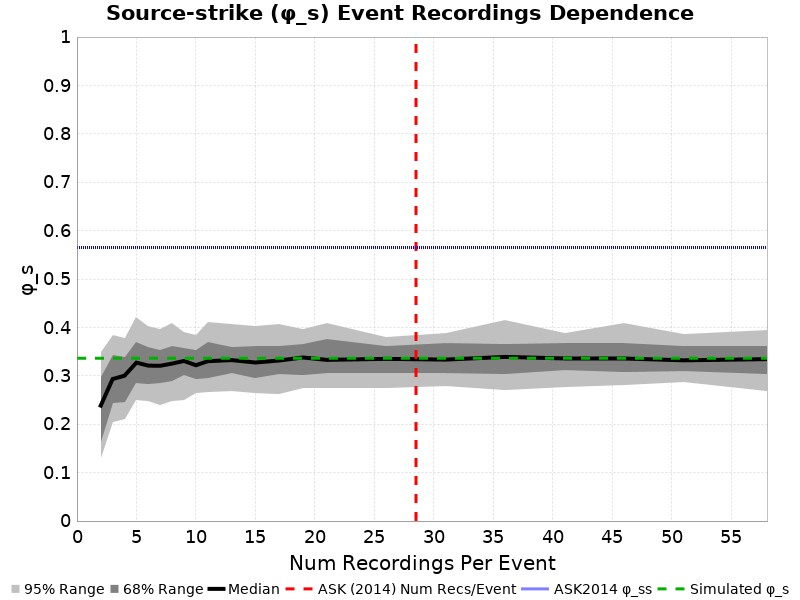 Source-strike (φ_s) Event Recordings Dependence
1
0.9
0.8
0.7
0.6
0.5
0.4
0.3
0.2
0.1
0
φ_s
0 5 10 15 20 25 30 35 40 45 50 55
Num Recordings Per Event
95% Range 68% Range Median ASK (2014) Num Recs/Event ASK2014 φ_ss Simulated φ_s